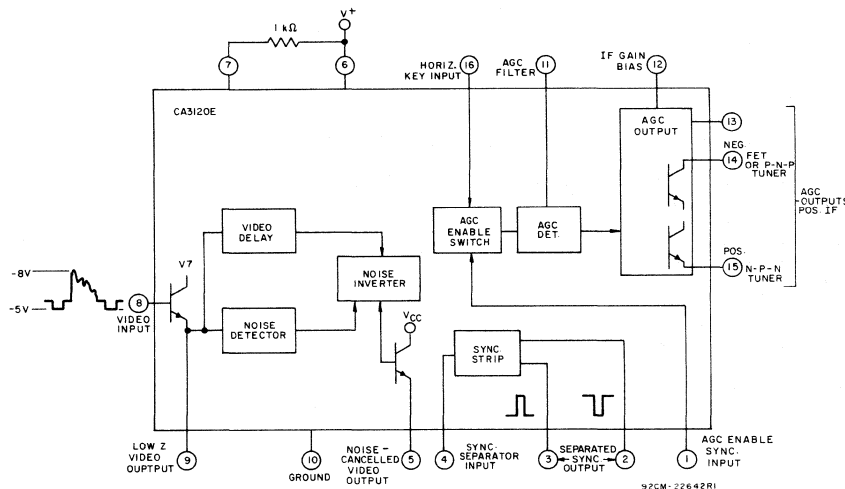 1 kΩ
V+
7
6
HORIZ.
KEY INPUT
16
AGC
FILTER
11
IF GAIN
BIAS
12
CA3120E
AGC
OUTPUT
13
NEG.
14
FET
OR P-N-P
TUNER
AGC
OUTPUTS
POS. IF
POS.
15
N-P-N
TUNER
VIDEO
DELAY
AGC
ENABLE
SWITCH
AGC
DET.
V7
-8V
-5V
8
VIDEO
INPUT
NOISE
INVERTER
NOISE
DETECTOR
VCC
SYNC
STRIP
9
LOW Z
VIDEO OUPTPUT
10
GROUND
5
NOISE-
CANCELLED
VIDEO
OUTPUT
4
SYNC-
SEPARATOR
INPUT
3
SEPARATED
SYNC
OUTPUT
2
1
AGC ENABLE
SYNC.
INPUT
92CM-22642R1